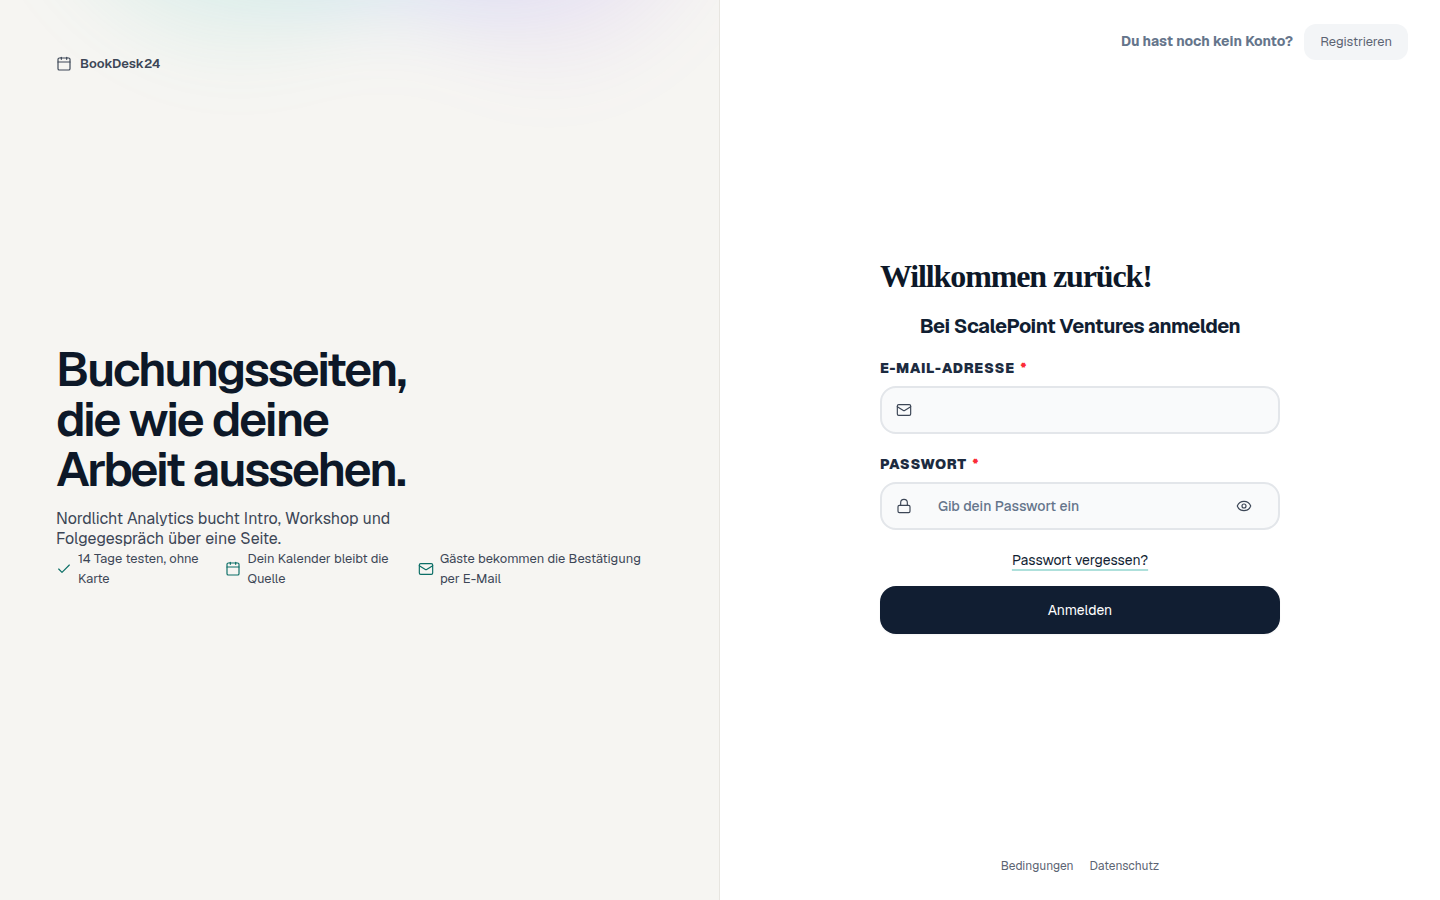 BookDesk24
Buchungsseiten,
die wie deine
Arbeit aussehen.
Nordlicht Analytics bucht Intro, Workshop und
Folgegespräch über eine Seite.
14 Tage testen, ohne
Karte
Dein Kalender bleibt die
Quelle
Gäste bekommen die Bestätigung
per E-Mail
Du hast noch kein Konto?
Registrieren
Willkommen zurück!
Bei ScalePoint Ventures anmelden
E-MAIL-ADRESSE *
PASSWORT *
Gib dein Passwort ein
Passwort vergessen?
Anmelden
Bedingungen
Datenschutz